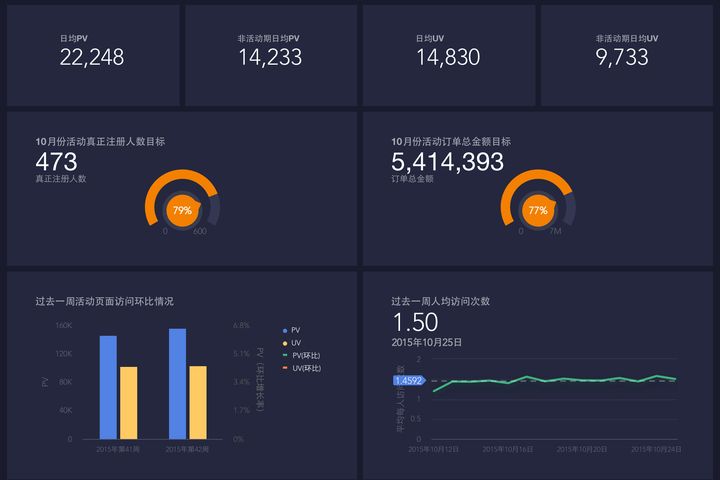 日均PV
22,248
非活动期日均PV
14,233
日均UV
14,830
非活动期日均UV
9,733
10月份活动真正注册人数目标
473
真正注册人数
79%
0
600
10月份活动订单总金额目标
5,414,393
订单总金额
77%
0
7M
过去一周活动页面访问环比情况
160K
120K
80K
40K
0
PV
6.8%
5.1%
3.4%
1.7%
0%
PV（环比增长率）
2015年第41周
2015年第42周
PV
UV
PV(环比)
UV(环比)
过去一周人均访问次数
1.50
2015年10月25日
2
1
0.5
0
1.4592
平均每人访问
数
2015年10月12日
2015年10月16日
2015年10月20日
2015年10月24日